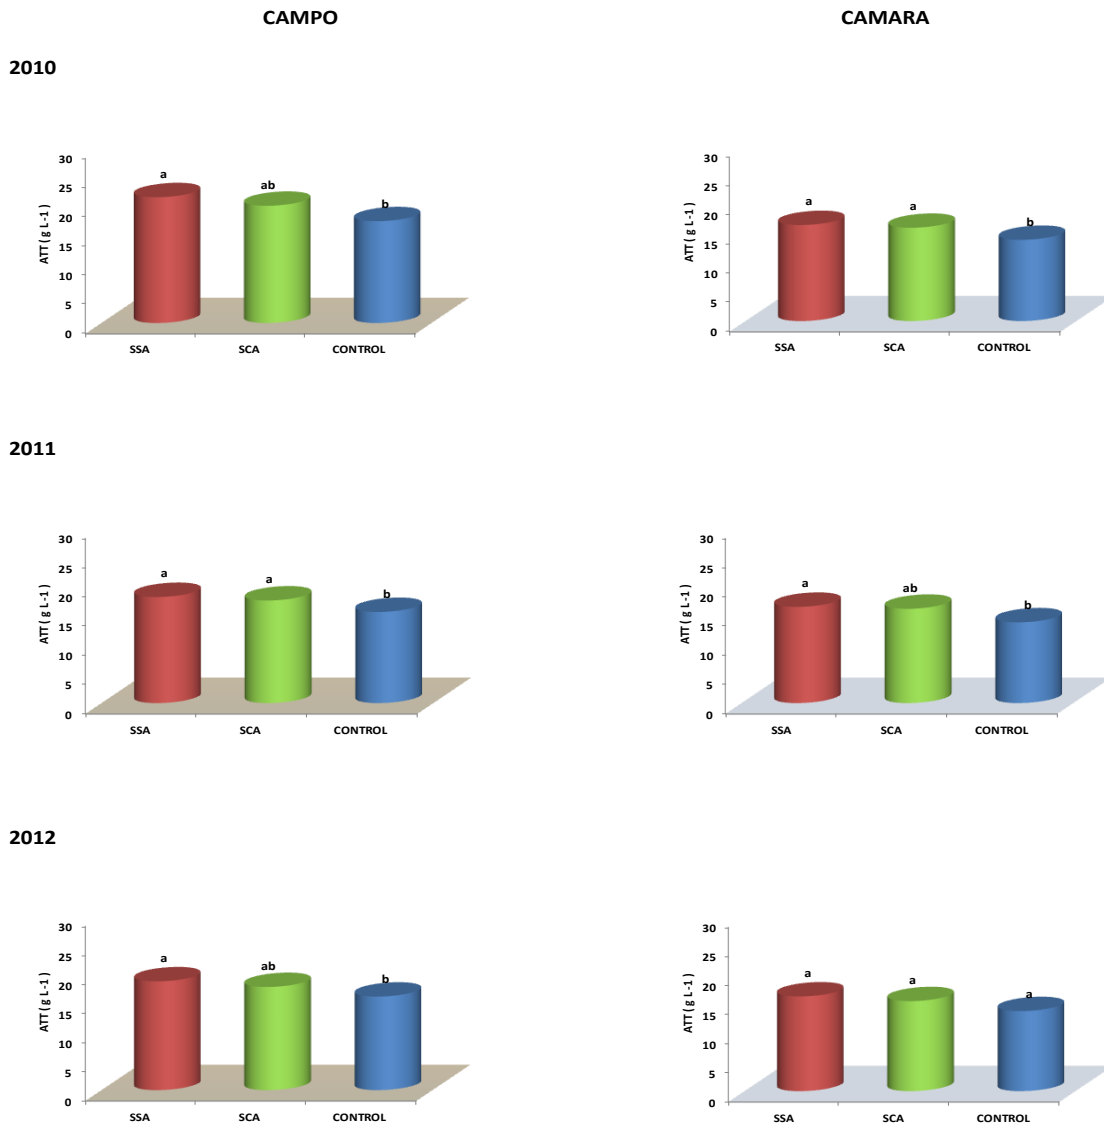 CAMPO
CAMARA
2010
30
25
20
15
10
5
0
ATT ( g L-1 )
a
ab
b
SSA
SCA
CONTROL
30
25
20
15
10
5
0
ATT ( g L-1 )
a
a
b
SSA
SCA
CONTROL
2011
30
25
20
15
10
5
0
ATT ( g L-1 )
a
a
b
SSA
SCA
CONTROL
30
25
20
15
10
5
0
ATT ( g L-1 )
a
ab
b
SSA
SCA
CONTROL
2012
30
25
20
15
10
5
0
ATT ( g L-1 )
a
ab
b
SSA
SCA
CONTROL
30
25
20
15
10
5
0
ATT ( g L-1 )
a
a
a
SSA
SCA
CONTROL